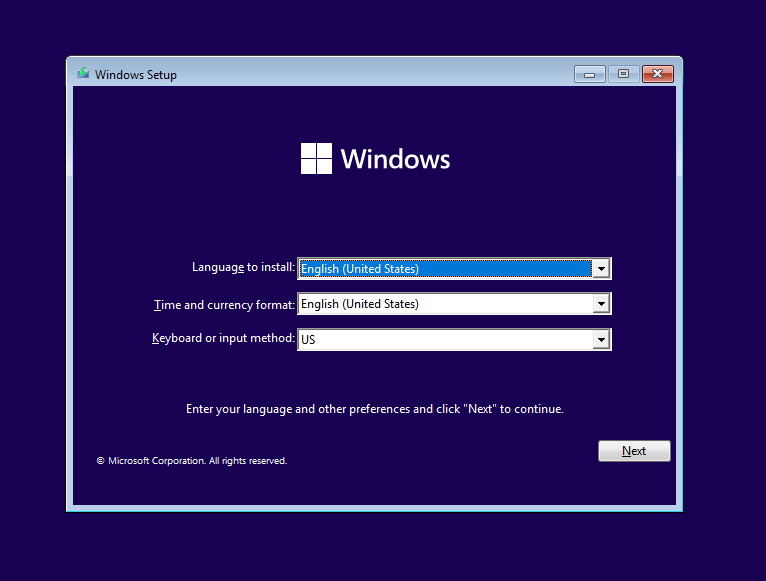 Windows Setup
Windows
Language to install: English (United States)
Time and currency format: English (United States)
Keyboard or input method: US
Enter your language and other preferences and click "Next" to continue.
Next
© Microsoft Corporation. All rights reserved.